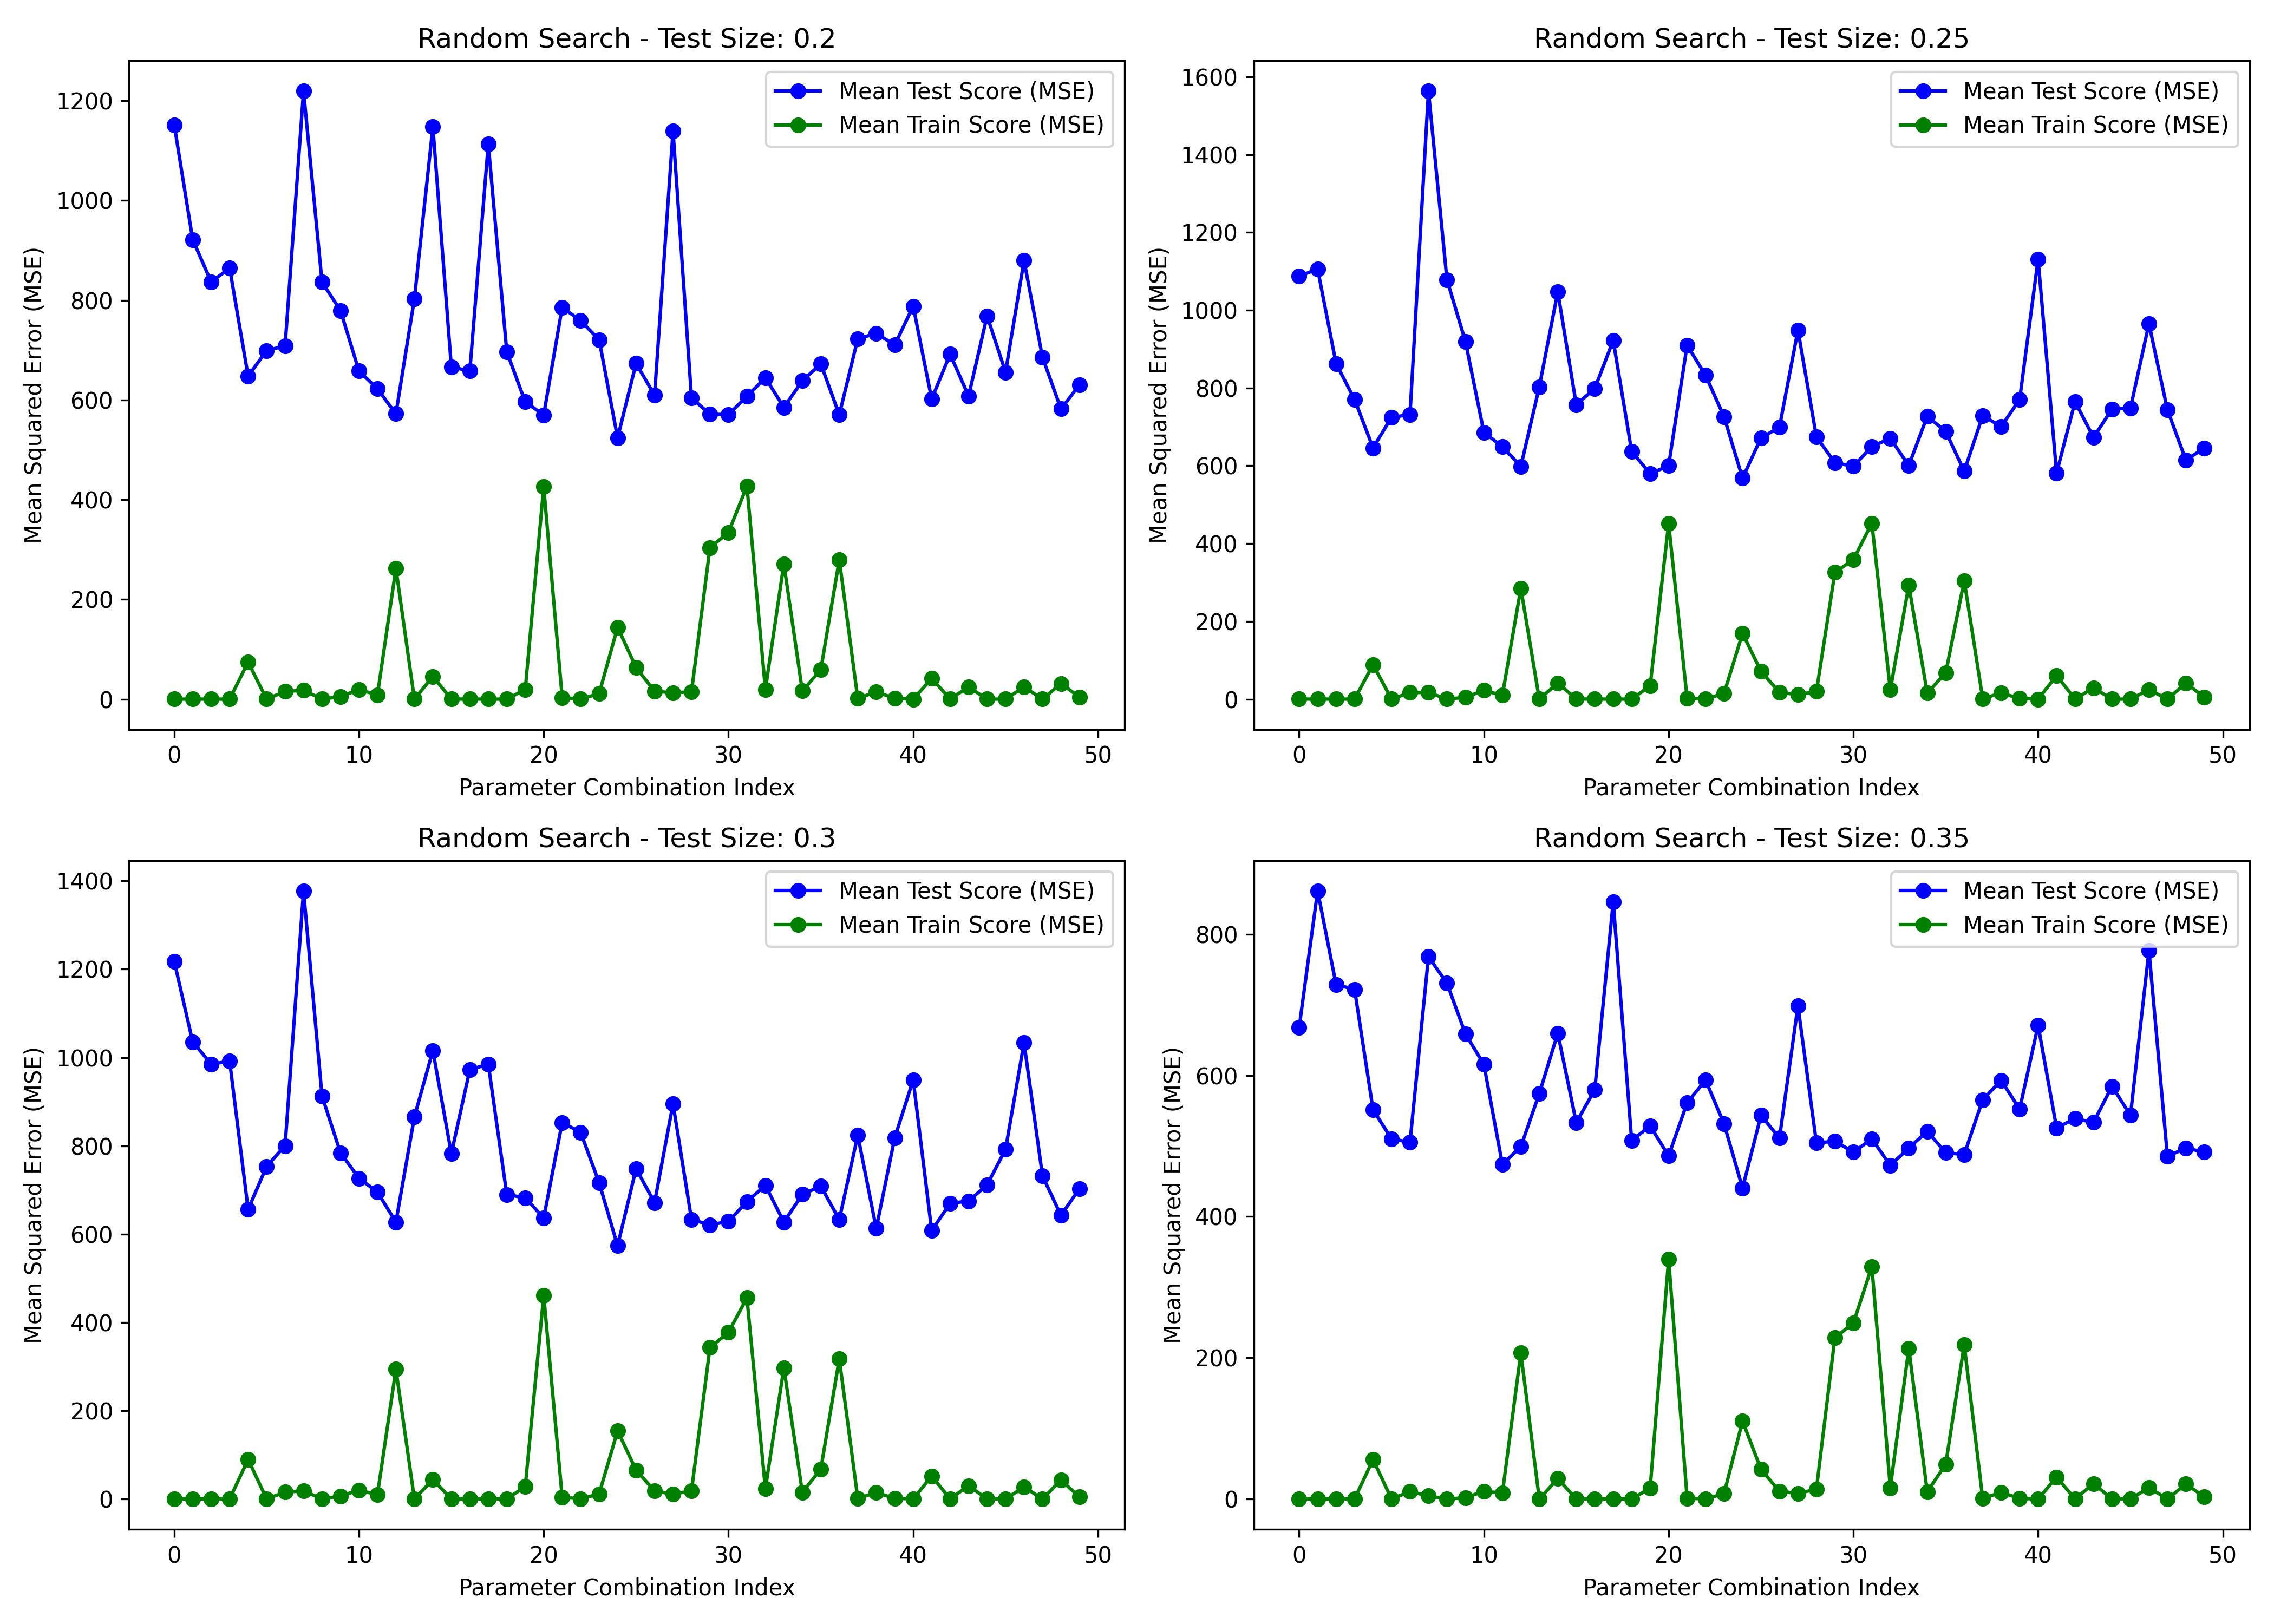 Random Search - Test Size: 0.2
Mean Squared Error (MSE)
1200
1000
800
600
400
200
0
Mean Test Score (MSE)
Mean Train Score (MSE)
0 10 20 30 40 50
Parameter Combination Index
Random Search - Test Size: 0.25
Mean Squared Error (MSE)
1600
1400
1200
1000
800
600
400
200
0
Mean Test Score (MSE)
Mean Train Score (MSE)
0 10 20 30 40 50
Parameter Combination Index
Random Search - Test Size: 0.3
Mean Squared Error (MSE)
1400
1200
1000
800
600
400
200
0
Mean Test Score (MSE)
Mean Train Score (MSE)
0 10 20 30 40 50
Parameter Combination Index
Random Search - Test Size: 0.35
Mean Squared Error (MSE)
800
600
400
200
0
Mean Test Score (MSE)
Mean Train Score (MSE)
0 10 20 30 40 50
Parameter Combination Index